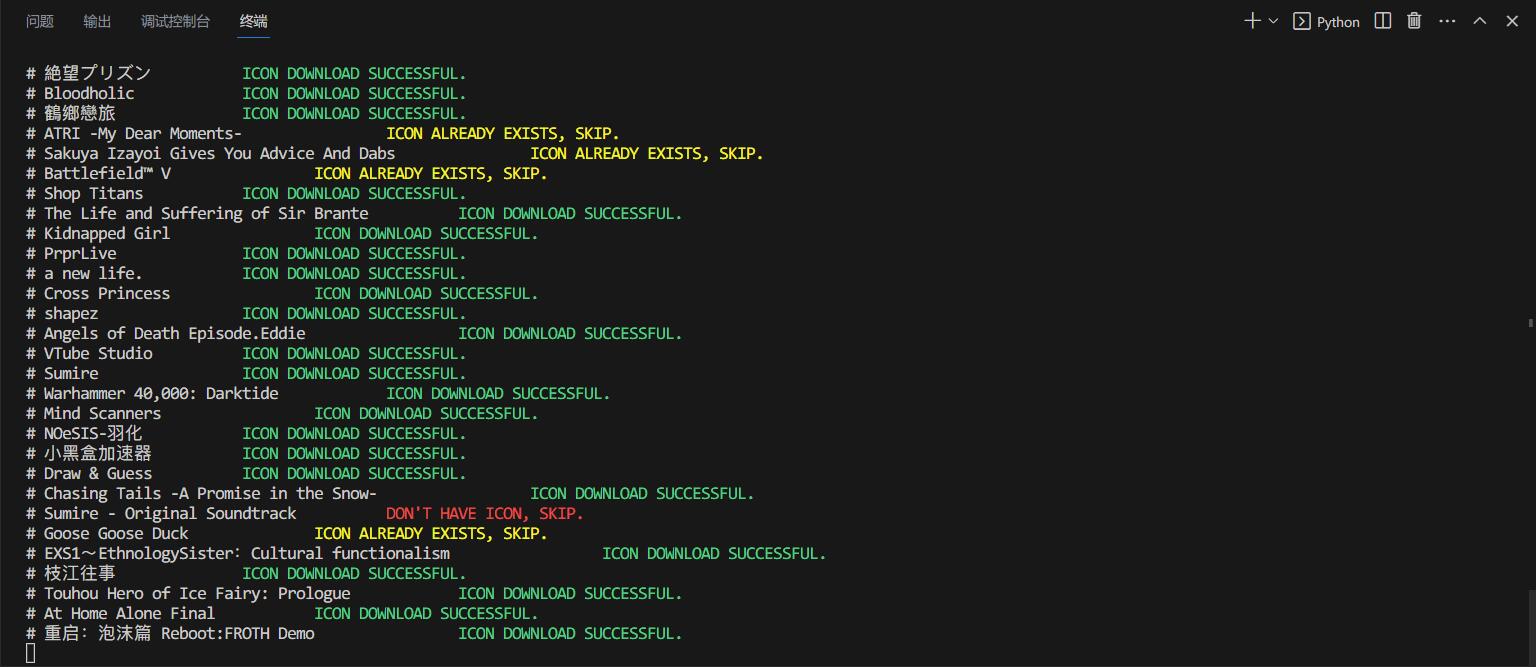 问题 输出 调试控制台 终端 Python
# 絶望プリズン ICON DOWNLOAD SUCCESSFUL.
# Bloodholic ICON DOWNLOAD SUCCESSFUL.
# 鶴鄉戀旅 ICON DOWNLOAD SUCCESSFUL.
# ATRI -My Dear Moments- ICON ALREADY EXISTS, SKIP.
# Sakuya Izayoi Gives You Advice And Dabs ICON ALREADY EXISTS, SKIP.
# Battlefield™ V ICON ALREADY EXISTS, SKIP.
# Shop Titans ICON DOWNLOAD SUCCESSFUL.
# The Life and Suffering of Sir Brante ICON DOWNLOAD SUCCESSFUL.
# Kidnapped Girl ICON DOWNLOAD SUCCESSFUL.
# PrprLive ICON DOWNLOAD SUCCESSFUL.
# a new life. ICON DOWNLOAD SUCCESSFUL.
# Cross Princess ICON DOWNLOAD SUCCESSFUL.
# shapez ICON DOWNLOAD SUCCESSFUL.
# Angels of Death Episode.Eddie ICON DOWNLOAD SUCCESSFUL.
# VTube Studio ICON DOWNLOAD SUCCESSFUL.
# Sumire ICON DOWNLOAD SUCCESSFUL.
# Warhammer 40,000: Darktide ICON DOWNLOAD SUCCESSFUL.
# Mind Scanners ICON DOWNLOAD SUCCESSFUL.
# NOeSIS-羽化 ICON DOWNLOAD SUCCESSFUL.
# 小黑盒加速器 ICON DOWNLOAD SUCCESSFUL.
# Draw & Guess ICON DOWNLOAD SUCCESSFUL.
# Chasing Tails -A Promise in the Snow- ICON DOWNLOAD SUCCESSFUL.
# Sumire - Original Soundtrack DON'T HAVE ICON, SKIP.
# Goose Goose Duck ICON ALREADY EXISTS, SKIP.
# EXS1～EthnologySister：Cultural functionalism ICON DOWNLOAD SUCCESSFUL.
# 枝江往事 ICON DOWNLOAD SUCCESSFUL.
# Touhou Hero of Ice Fairy: Prologue ICON DOWNLOAD SUCCESSFUL.
# At Home Alone Final ICON DOWNLOAD SUCCESSFUL.
# 重启：泡沫篇 Reboot:FROTH Demo ICON DOWNLOAD SUCCESSFUL.